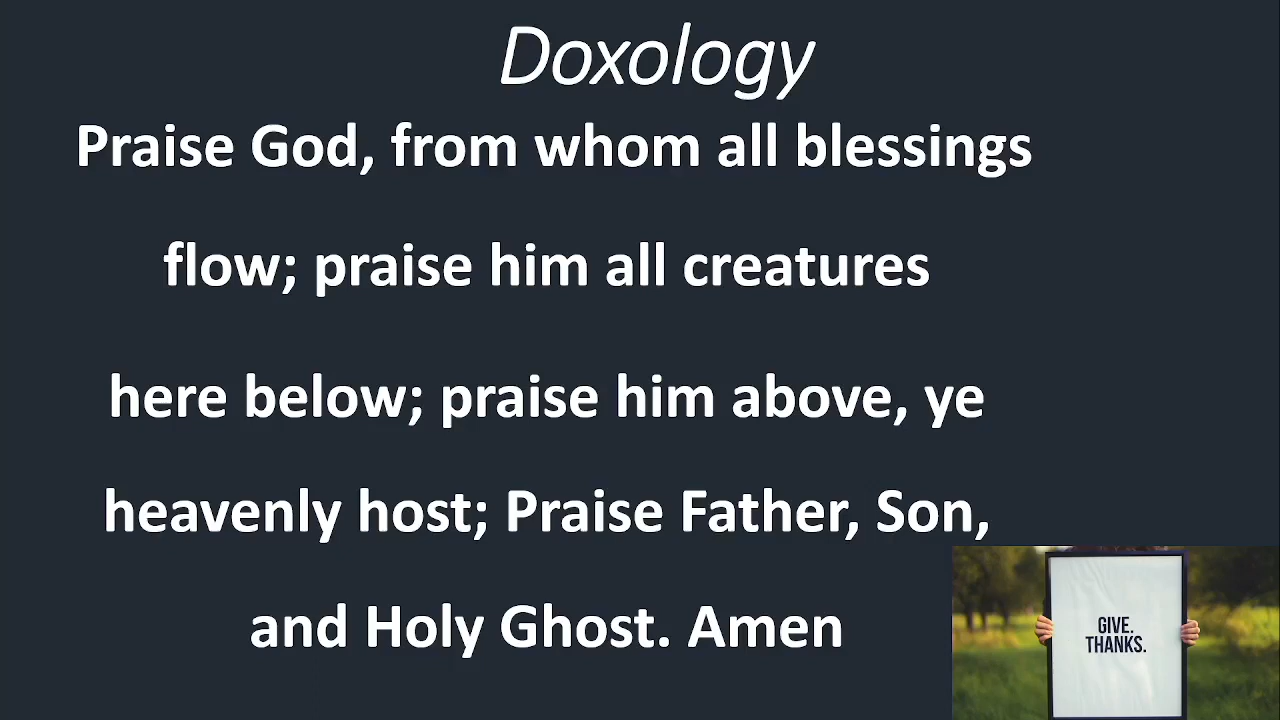 Doxology
Praise God, from whom all blessings
flow; praise him all creatures
here below; praise him above, ye
heavenly host; Praise Father, Son,
and Holy Ghost. Amen
GIVE.
THANKS.